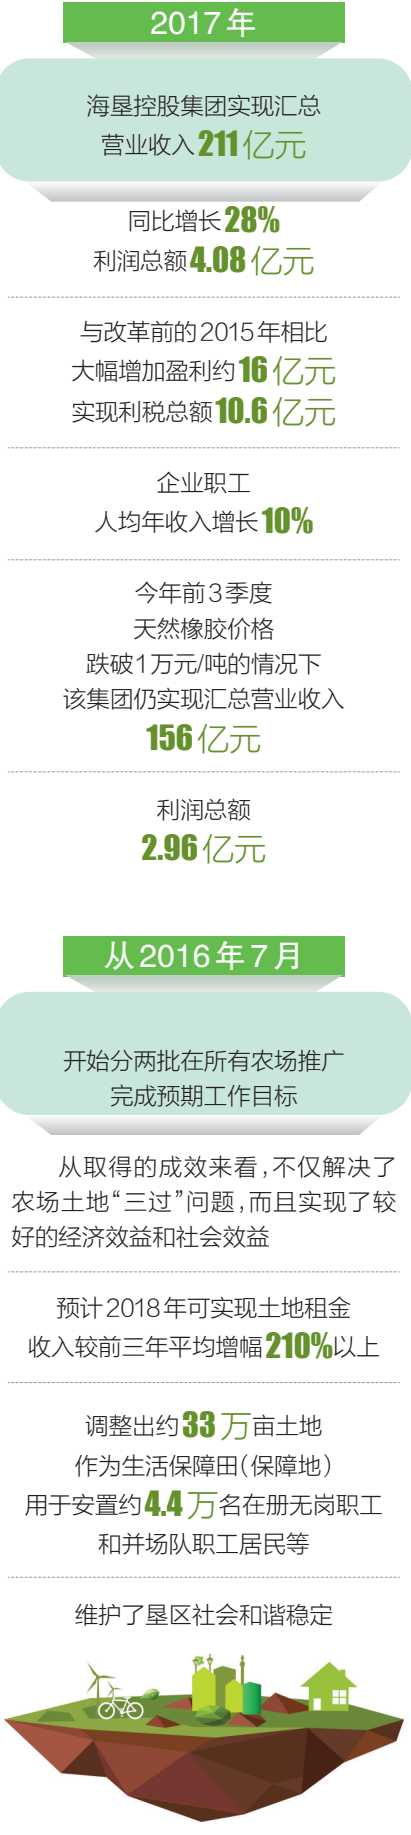 2017年
海垦控股集团实现汇总
营业收入211亿元
同比增长28%
利润总额4.08亿元
与改革前的2015年相比
大幅增加盈利约16亿元
实现利税总额10.6亿元
企业职工
人均年收入增长10%
今年前3季度
天然橡胶价格
跌破1万元/吨的情况下
该集团仍实现汇总营业收入
156亿元
利润总额
2.96亿元
从2016年7月
开始分两批在所有农场推广
完成预期工作目标
从取得的成效来看，不仅解决了
农场土地“三过”问题，而且实现了较
好的经济效益和社会效益
预计2018年可实现土地租金
收入较前三年平均增幅210%以上
调整出约33万亩土地
作为生活保障田（保障地）
用于安置约4.4万名在册无岗职工
和并场队职工居民等
维护了垦区社会和谐稳定